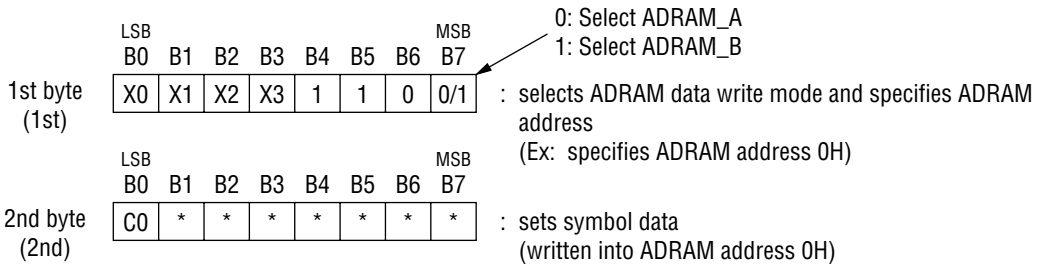 0: Select ADRAM_A
1: Select ADRAM_B
LSB MSB
B0 B1 B2 B3 B4 B5 B6 B7
1st byte
(1st)
X0 X1 X2 X3 1 1 0 0/1
: selects ADRAM data write mode and specifies ADRAM
address
(Ex: specifies ADRAM address 0H)
LSB MSB
B0 B1 B2 B3 B4 B5 B6 B7
2nd byte
(2nd)
C0 * * * * * * *
: sets symbol data
(written into ADRAM address 0H)